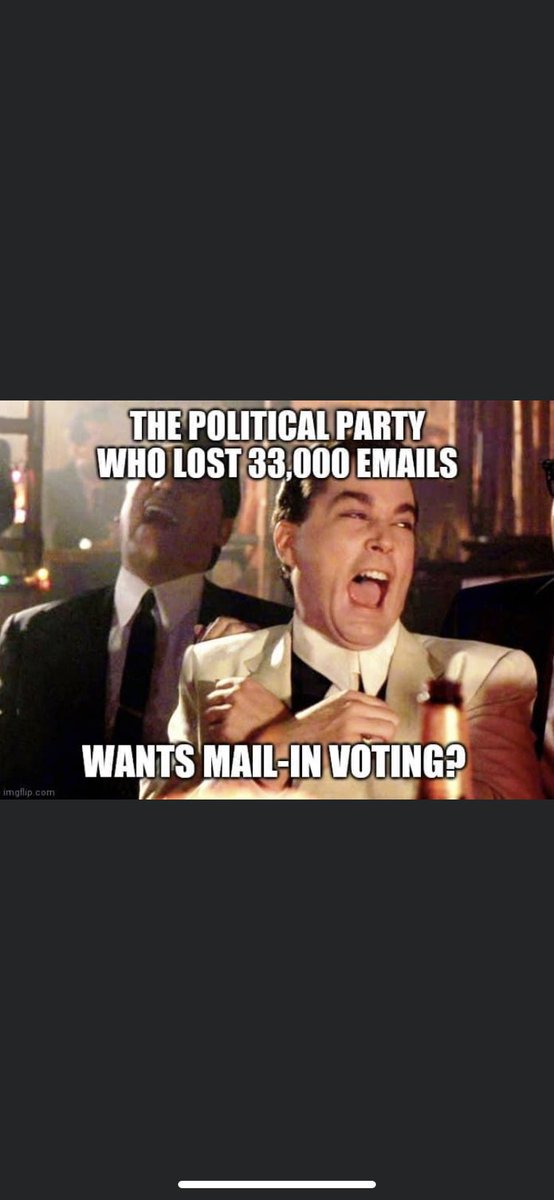 THE POLITICAL PARTY
WHO LOST 33,000 EMAILS
WANTS MAIL-IN VOTING?
imgflip.com